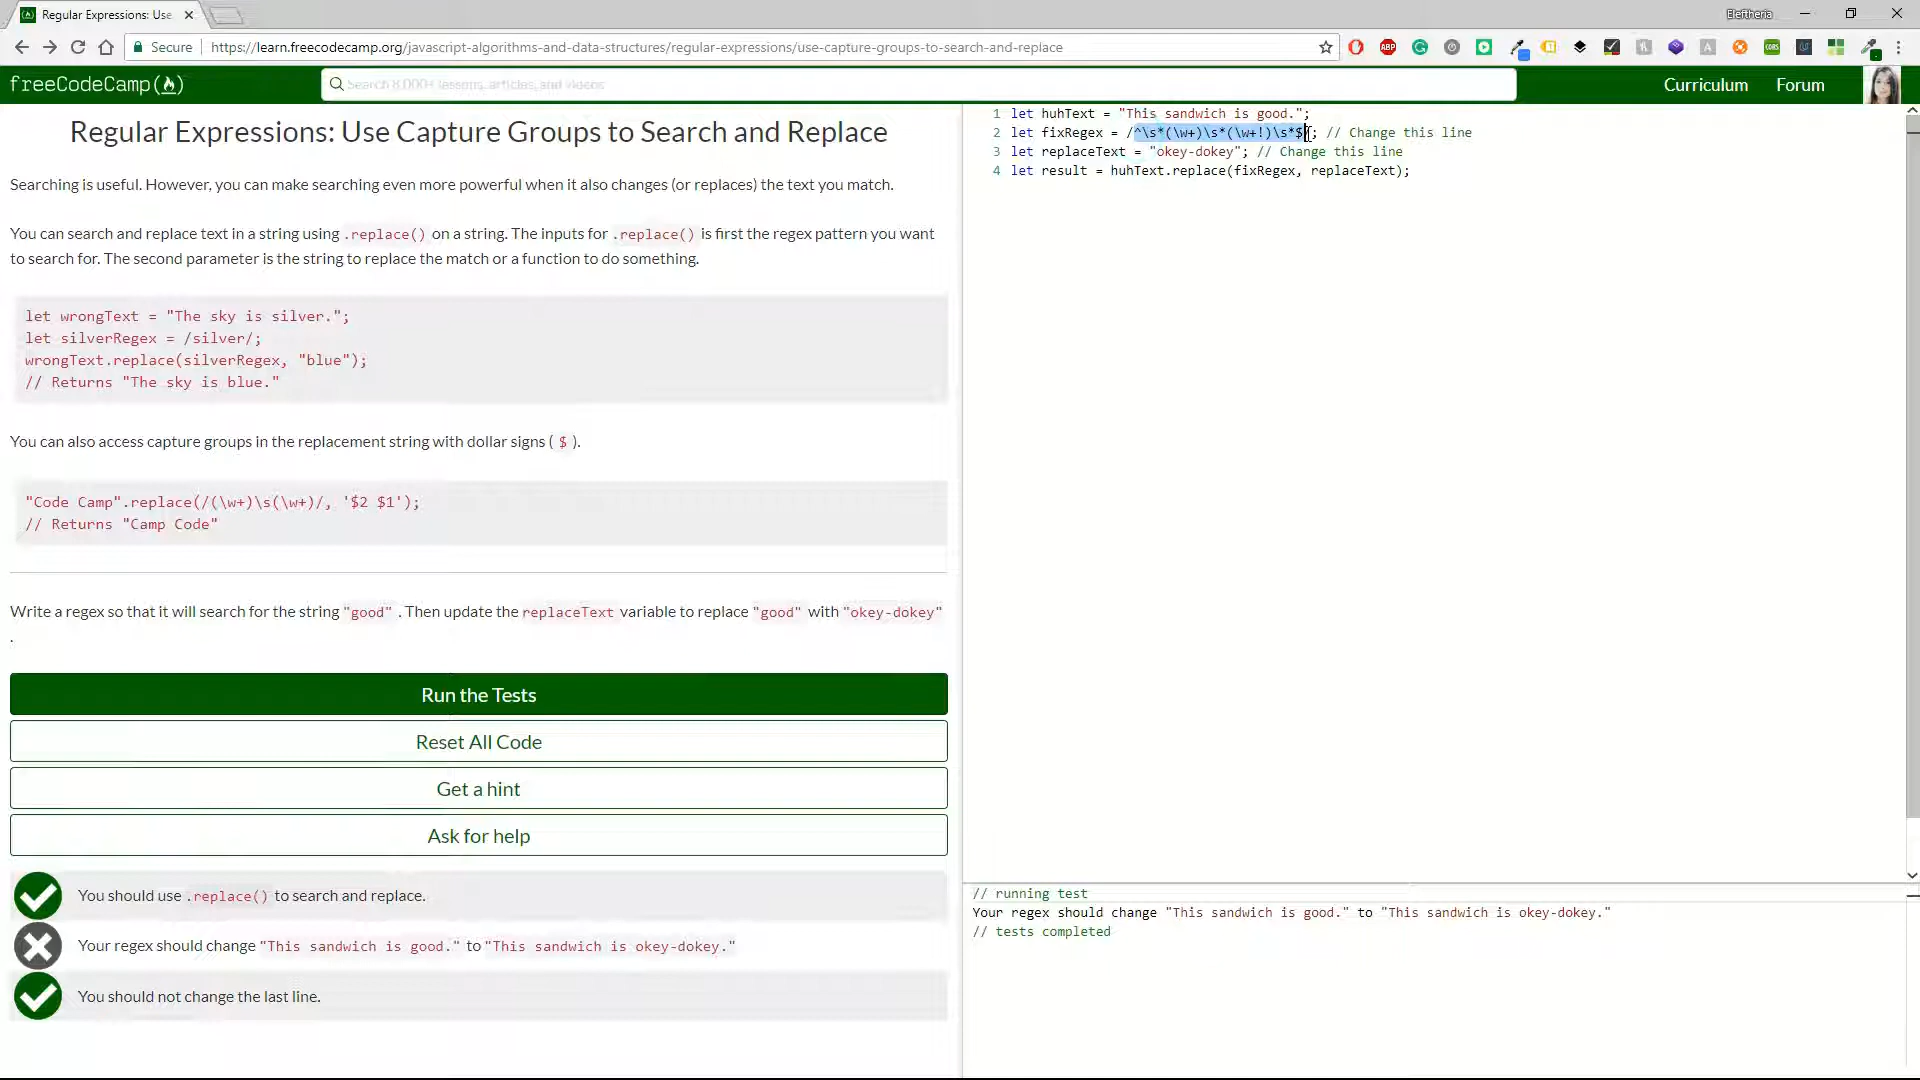 Regular Expressions: Use
Eleftheria
Secure
https://learn.freecodecamp.org/javascript-algorithms-and-data-structures/regular-expressions/use-capture-groups-to-search-and-replace
ABP
CORS
freeCodeCamp
Search 8,000+ lessons, articles, and videos
Curriculum
Forum
Regular Expressions: Use Capture Groups to Search and Replace
Searching is useful. However, you can make searching even more powerful when it also changes (or replaces) the text you match.
You can search and replace text in a string using .replace() on a string. The inputs for .replace() is first the regex pattern you want
to search for. The second parameter is the string to replace the match or a function to do something.
let wrongText = "The sky is silver.";
let silverRegex = /silver/;
wrongText.replace(silverRegex, "blue");
// Returns "The sky is blue."
You can also access capture groups in the replacement string with dollar signs ( $ ).
"Code Camp".replace(/(\w+)\s(\w+)/, '$2 $1');
// Returns "Camp Code"
Write a regex so that it will search for the string "good" . Then update the replaceText variable to replace "good" with "okey-dokey"
.
Run the Tests
Reset All Code
Get a hint
Ask for help
You should use .replace() to search and replace.
Your regex should change "This sandwich is good." to "This sandwich is okey-dokey."
You should not change the last line.
1 let huhText = "This sandwich is good.";
2 let fixRegex = /^\s*(\w+)\s*(\w+!)\s*$/; // Change this line
3 let replaceText = "okey-dokey"; // Change this line
4 let result = huhText.replace(fixRegex, replaceText);
// running test
Your regex should change "This sandwich is good." to "This sandwich is okey-dokey."
// tests completed